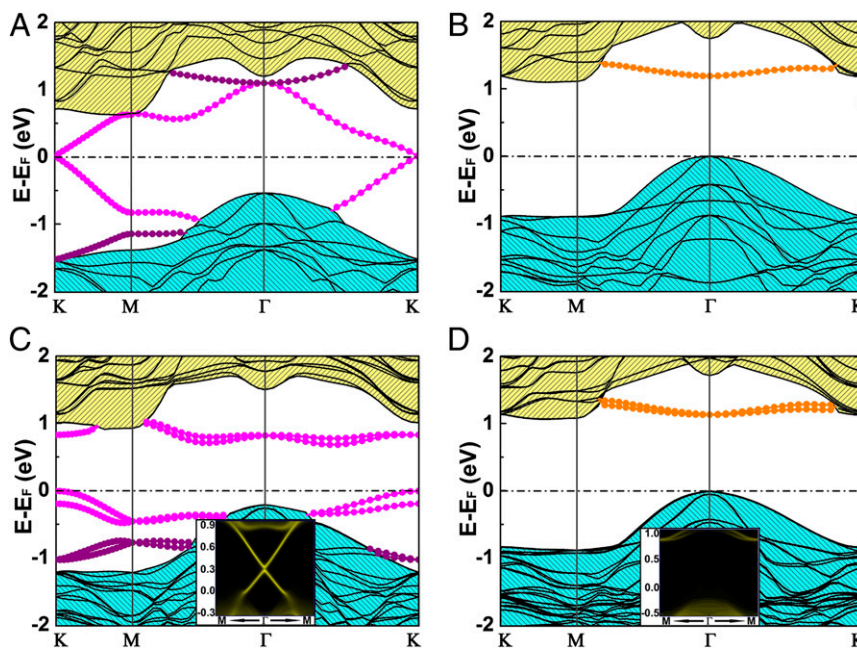 A
B
2
1
0
-1
-2
E-EF (eV)
K M Γ K
2
1
0
-1
-2
E-EF (eV)
K M Γ K
C
D
2
1
0
-1
-2
E-EF (eV)
K M Γ K
0.9
0.6
0.3
0.0
-0.3
M Γ M
2
1
0
-1
-2
E-EF (eV)
K M Γ K
1.0
0.5
0.0
-0.5
M Γ M